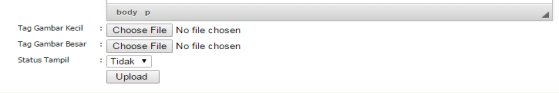 body p
Tag Gambar Kecil : Choose File No file chosen
Tag Gambar Besar : Choose File No file chosen
Status Tampil : Tidak
Upload